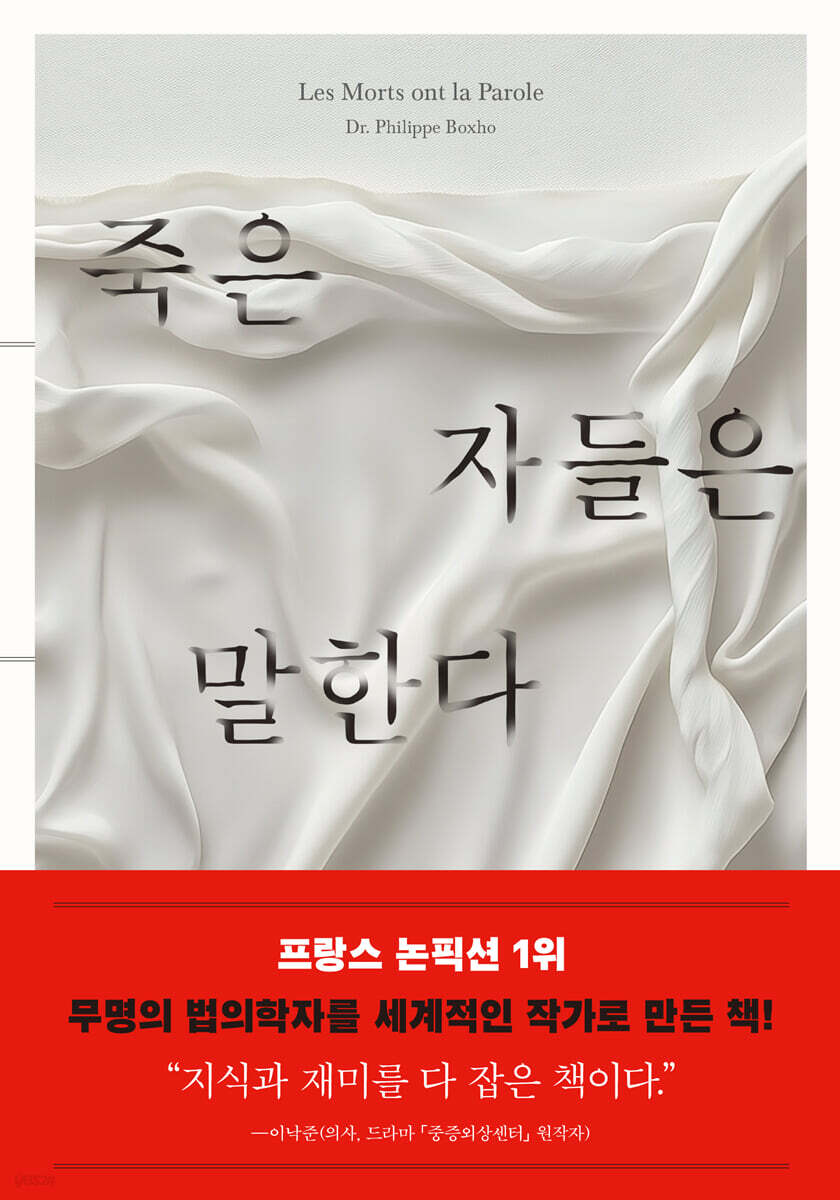 Les Morts ont la Parole
Dr. Philippe Boxho
죽은
자들은
말한다
프랑스 논픽션 1위
무명의 법의학자를 세계적인 작가로 만든 책!
“지식과 재미를 다 잡은 책이다.”
—이낙준(의사, 드라마 「중증외상센터」 원작자)
yes24